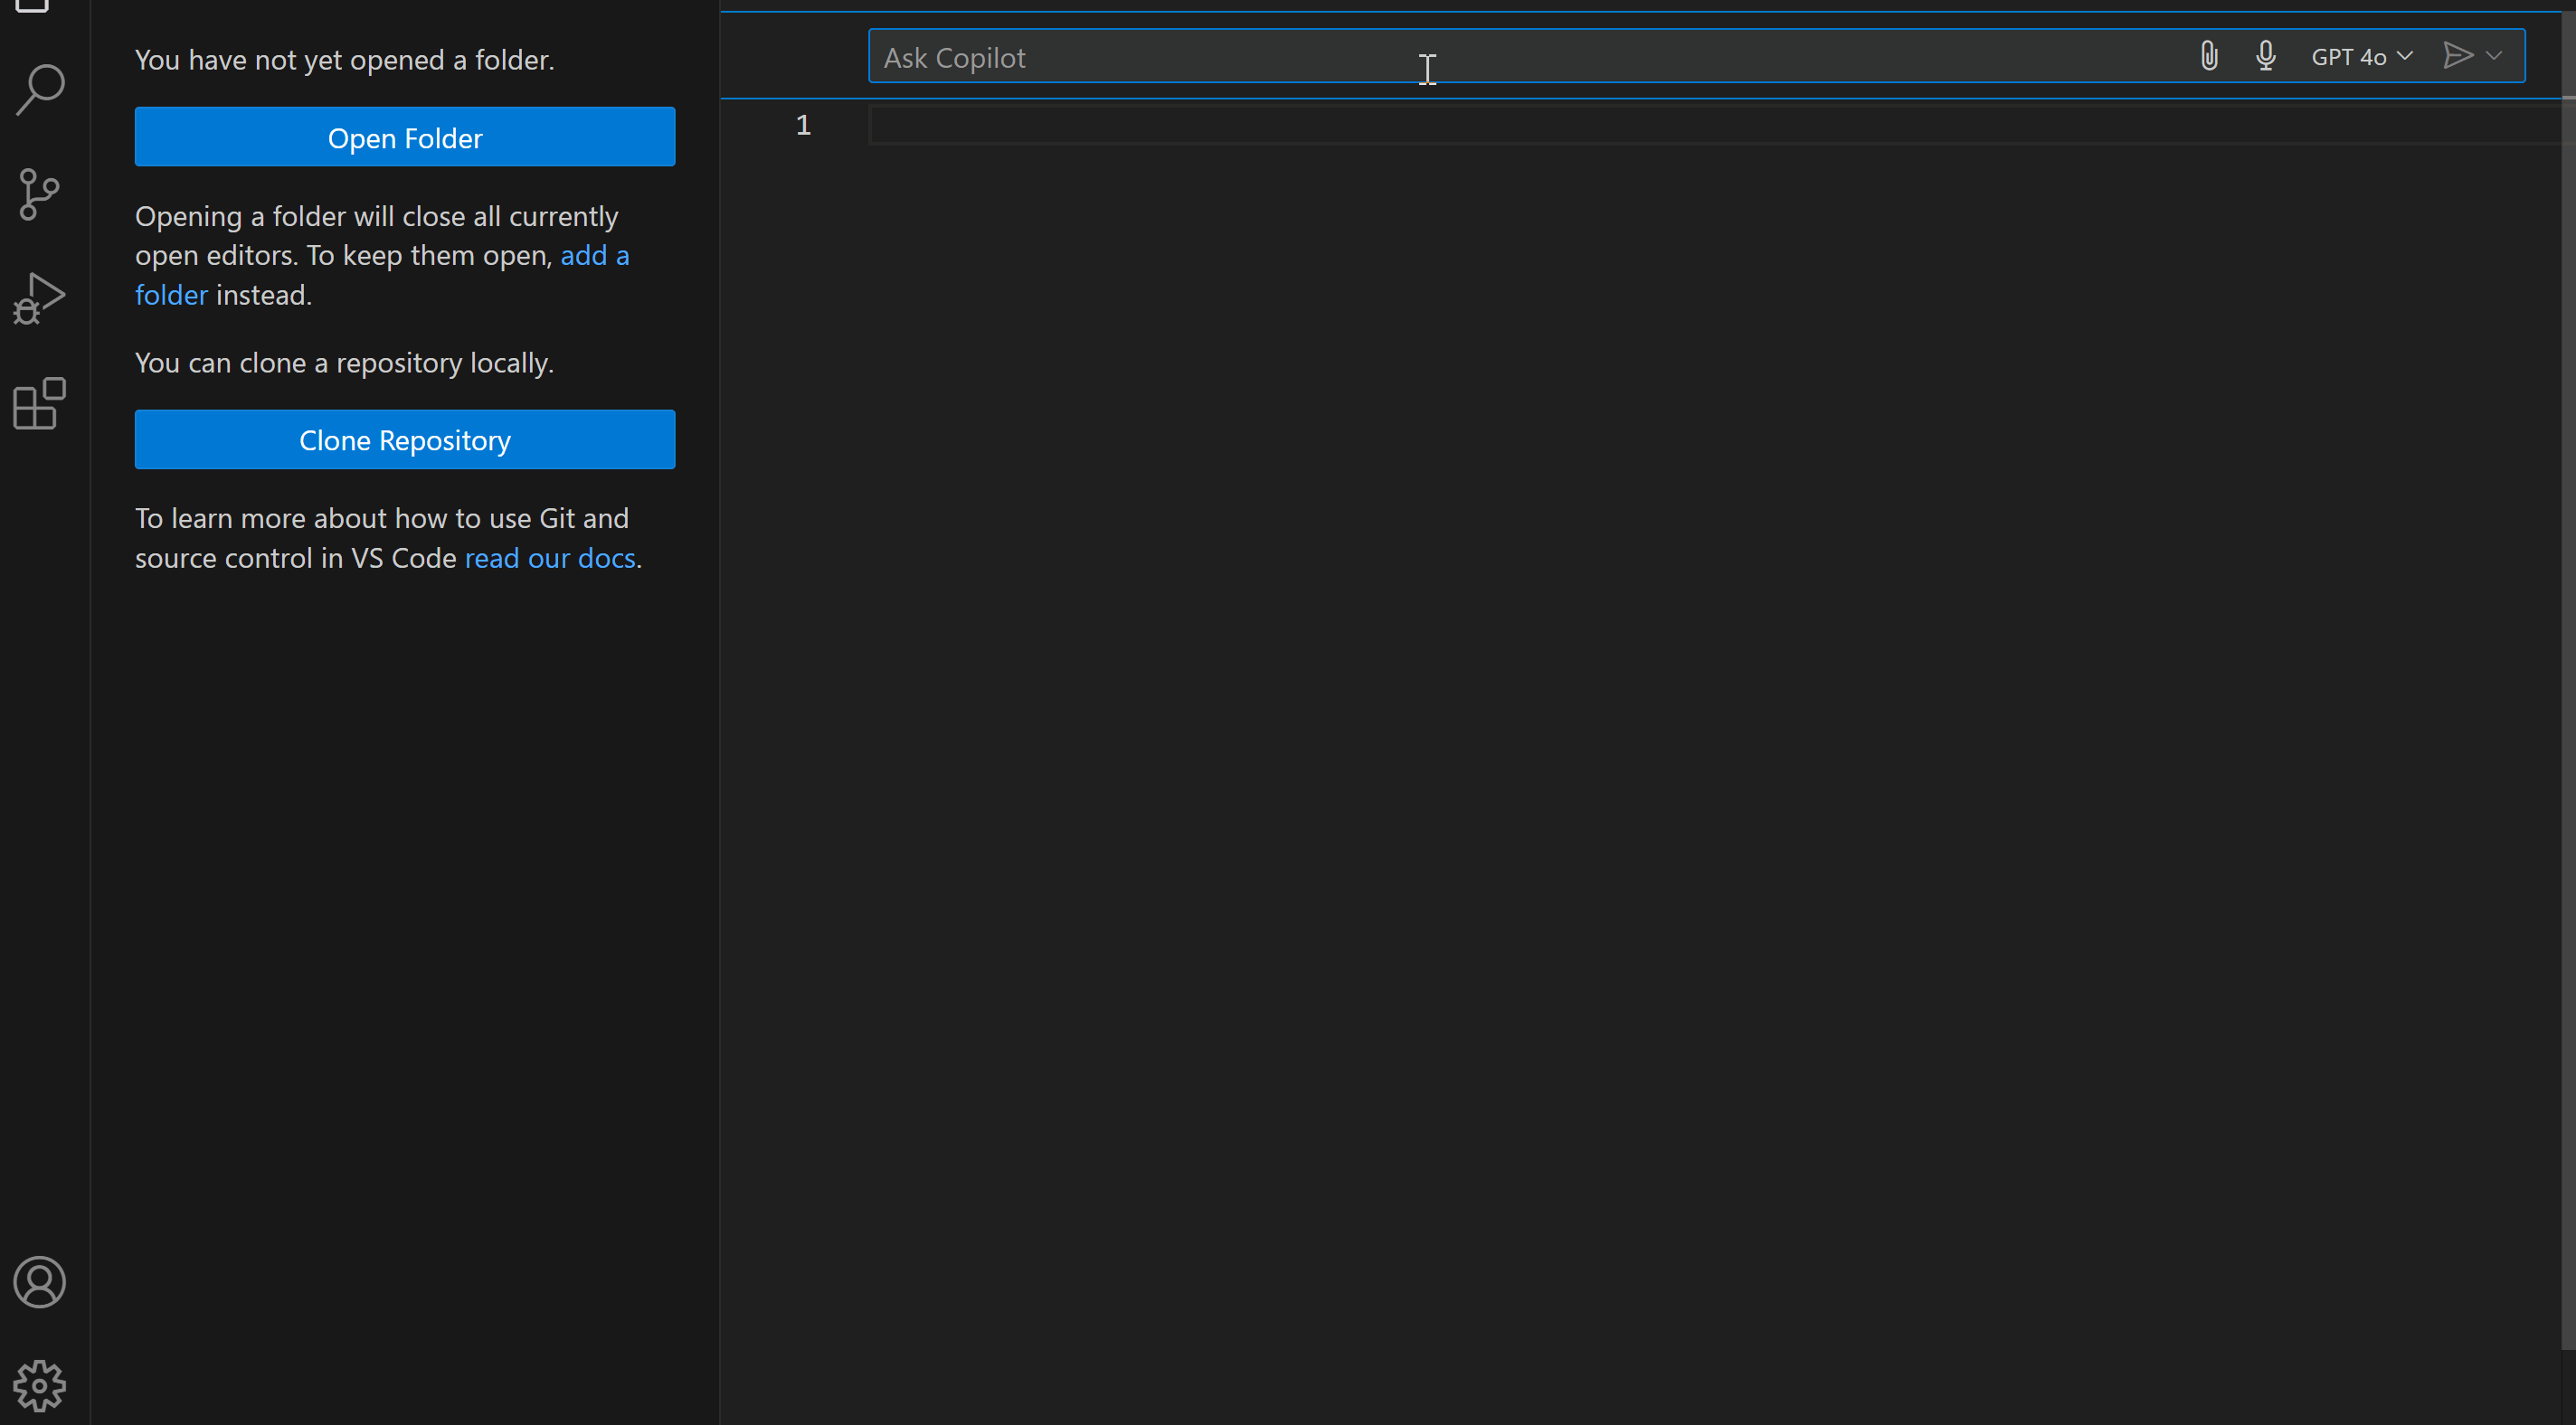 You have not yet opened a folder.
Open Folder
Opening a folder will close all currently
open editors. To keep them open, add a
folder instead.
You can clone a repository locally.
Clone Repository
To learn more about how to use Git and
source control in VS Code read our docs.
Ask Copilot
GPT 4o
1